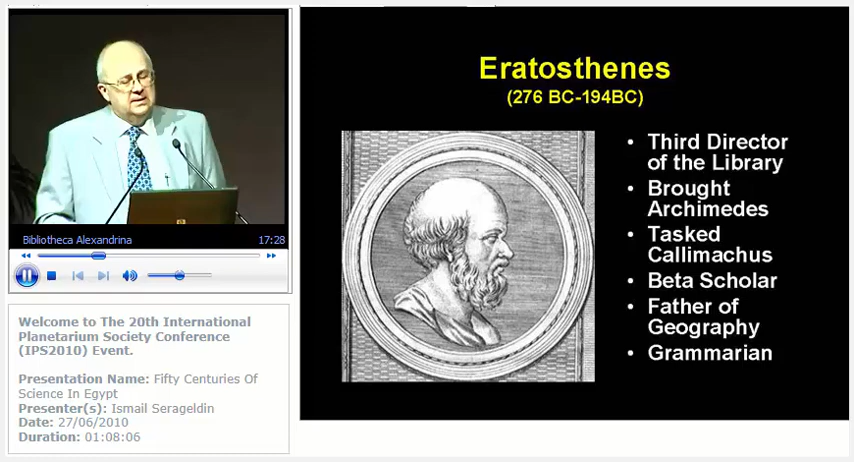 Bibliotheca Alexandrina 17:28
Welcome to The 20th International
Planetarium Society Conference
(IPS2010) Event.
Presentation Name: Fifty Centuries Of
Science In Egypt
Presenter(s): Ismail Serageldin
Date: 27/06/2010
Duration: 01:08:06
Eratosthenes
(276 BC-194BC)
• Third Director
of the Library
• Brought
Archimedes
• Tasked
Callimachus
• Beta Scholar
• Father of
Geography
• Grammarian